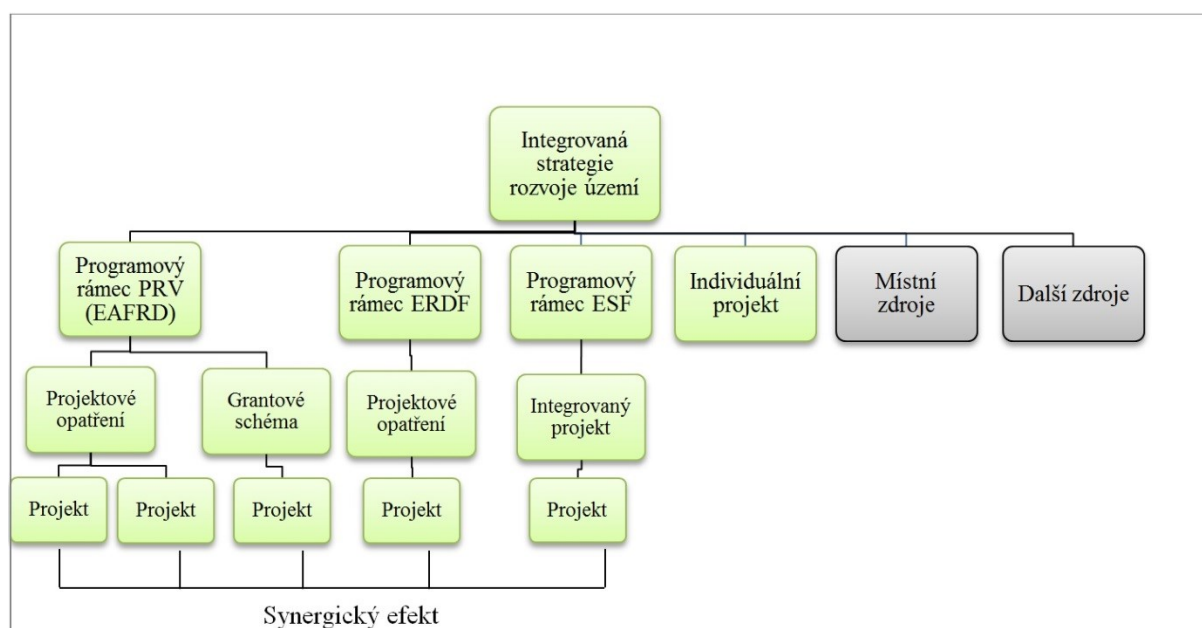 Integrovaná
strategie
rozvoje území
Programový
rámec PRV
(EAFRD)
Programový
rámec ERDF
Programový
rámec ESF
Individuální
projekt
Místní
zdroje
Další zdroje
Projektové
opatření
Grantové
schéma
Projektové
opatření
Integrovaný
projekt
Projekt
Projekt
Projekt
Projekt
Projekt
Synergický efekt